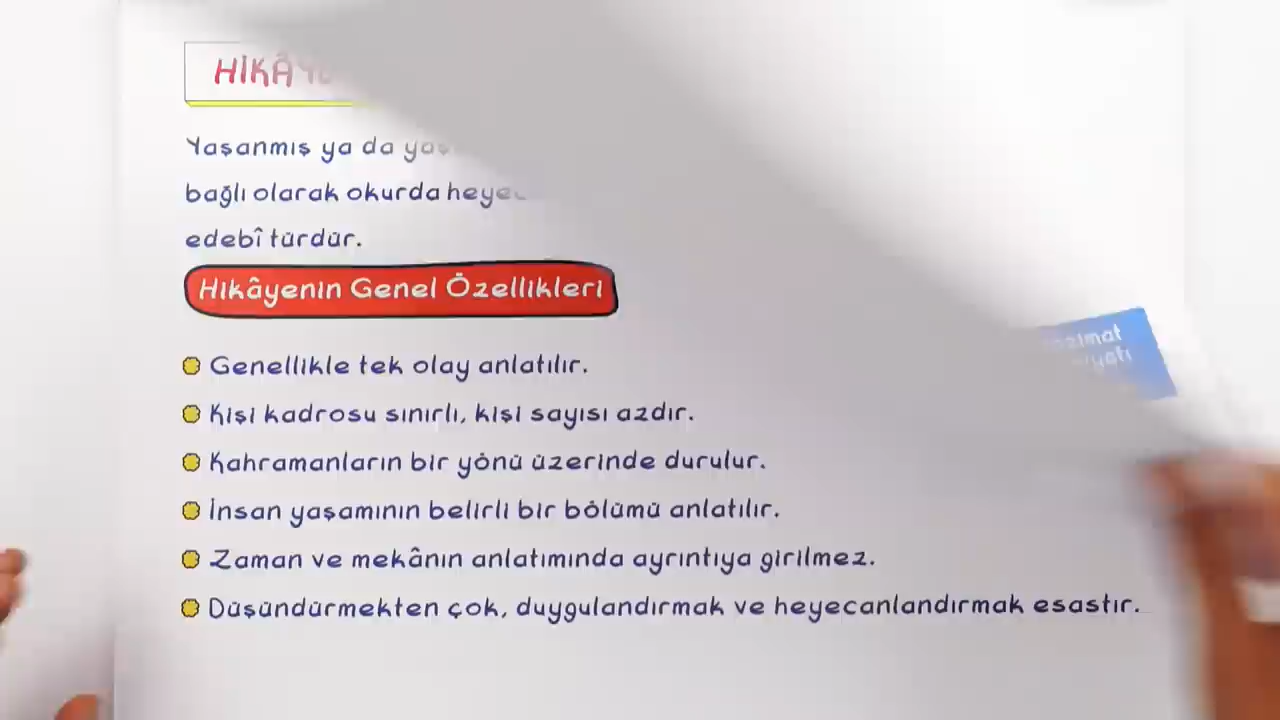 Yaşanmış ya da
bağlı olarak okurda
edebî türdür.
Hikâyenin Genel Özellikleri
Genellikle tek olay anlatılır.
Kişi kadrosu sınırlı, kişi sayısı azdır.
Kahramanların bir yönü üzerinde durulur.
İnsan yaşamının belirli bir bölümü anlatılır.
Zaman ve mekânın anlatımında ayrıntıya girilmez.
Düşündürmekten çok, duygulandırmak ve heyecanlandırmak esastır.